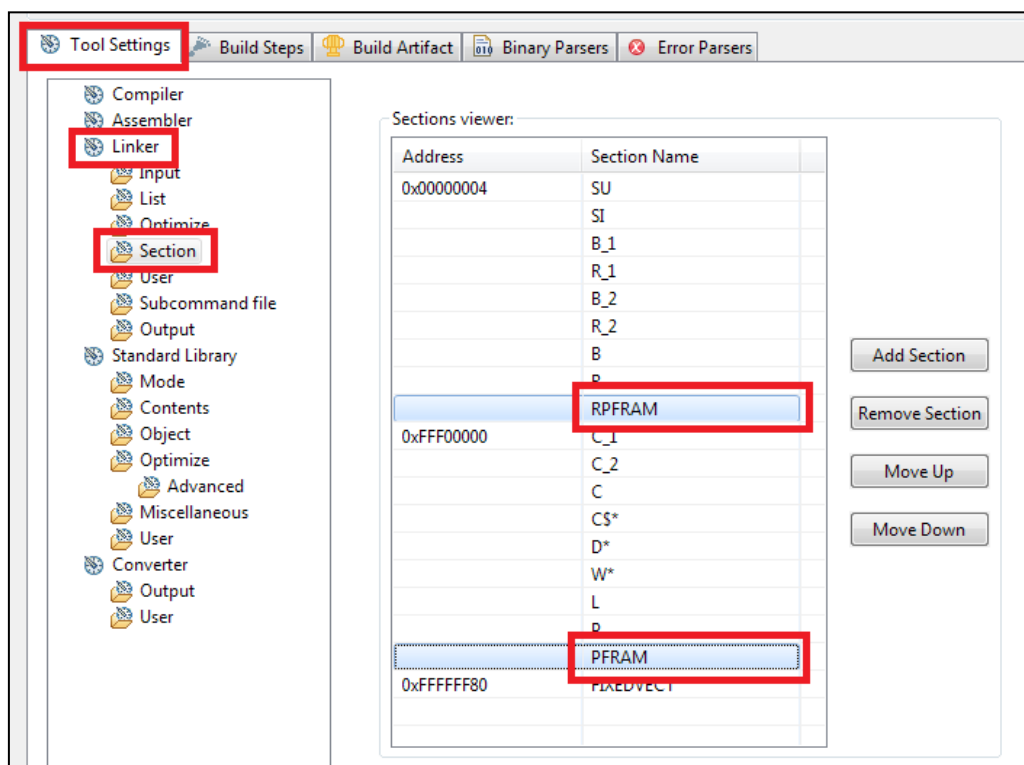 Tool Settings
Build Steps
Build Artifact
Binary Parsers
Error Parsers
Compiler
Assembler
Linker
Input
List
Optimize
Section
User
Subcommand file
Output
Standard Library
Mode
Contents
Object
Optimize
Advanced
Miscellaneous
User
Converter
Output
User
Sections viewer:
Address Section Name
0x00000004 SU
SI
B_1
R_1
B_2
R_2
B
RPFRAM
0xFFF00000 C_1
C_2
C
C$*
D*
W*
L
PFRAM
0xFFFFFF80 FIXEDVECT
Add Section
Remove Section
Move Up
Move Down